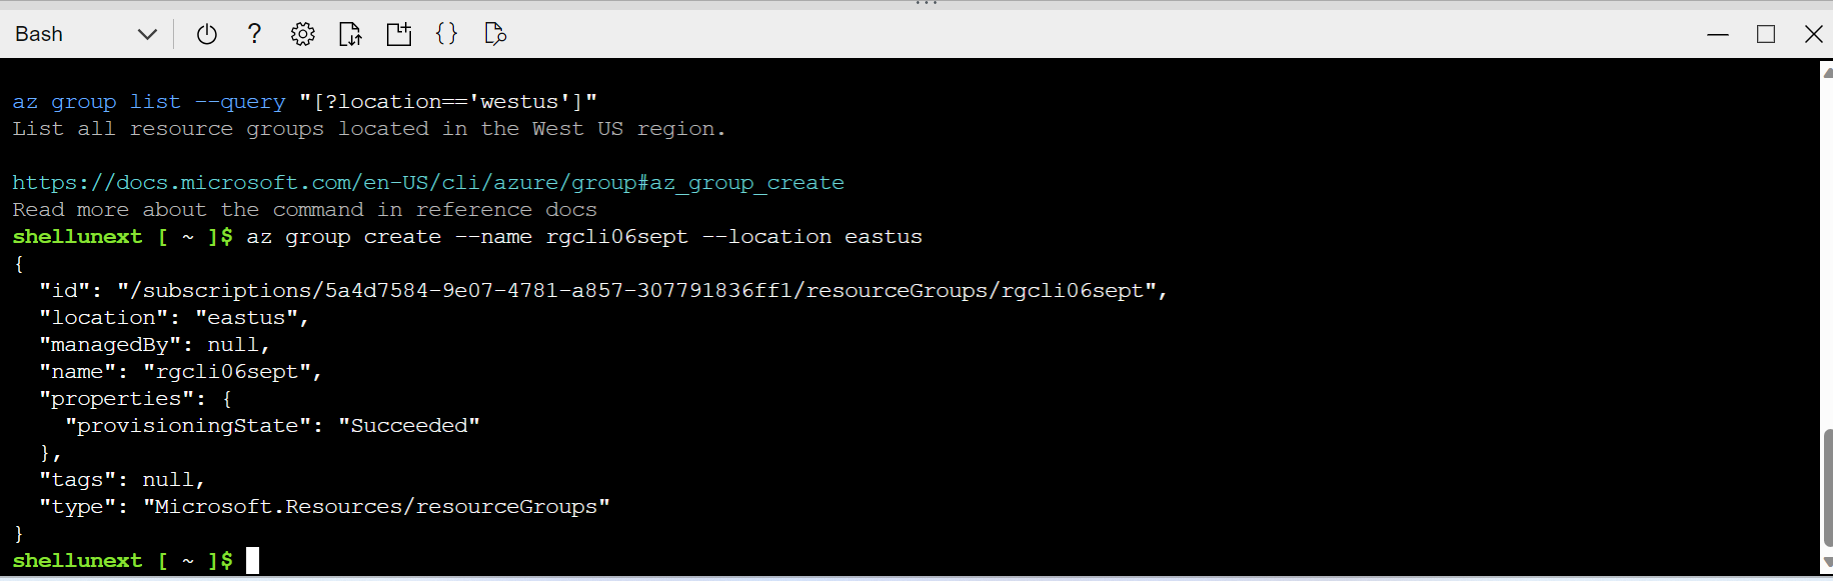 Bash
?
{}
az group list --query "[?location=='westus']"
List all resource groups located in the West US region.
https://docs.microsoft.com/en-US/cli/azure/group#az_group_create
Read more about the command in reference docs
shellunext [ ~ ]$ az group create --name rgcli06sept --location eastus
{
  "id": "/subscriptions/5a4d7584-9e07-4781-a857-307791836ff1/resourceGroups/rgcli06sept",
  "location": "eastus",
  "managedBy": null,
  "name": "rgcli06sept",
  "properties": {
    "provisioningState": "Succeeded"
  },
  "tags": null,
  "type": "Microsoft.Resources/resourceGroups"
}
shellunext [ ~ ]$